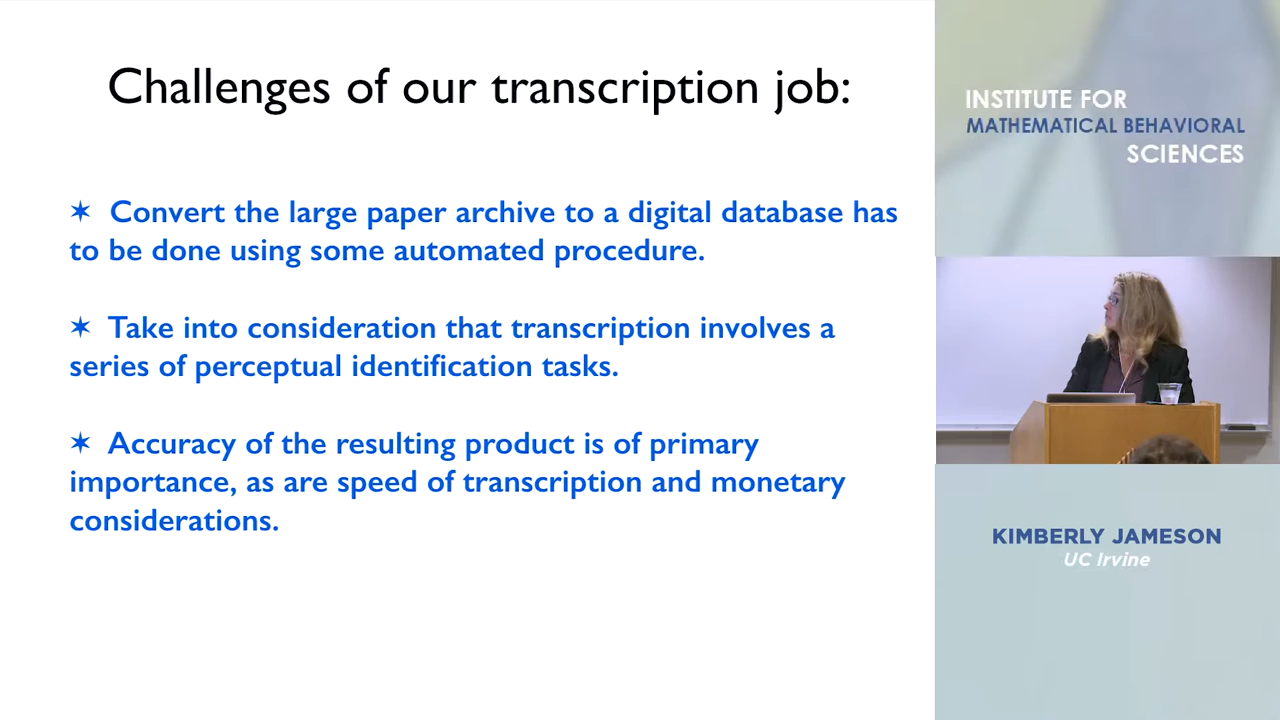 Challenges of our transcription job:
✶ Convert the large paper archive to a digital database has
to be done using some automated procedure.
✶ Take into consideration that transcription involves a
series of perceptual identification tasks.
✶ Accuracy of the resulting product is of primary
importance, as are speed of transcription and monetary
considerations.
INSTITUTE FOR
MATHEMATICAL BEHAVIORAL
SCIENCES
KIMBERLY JAMESON
UC Irvine